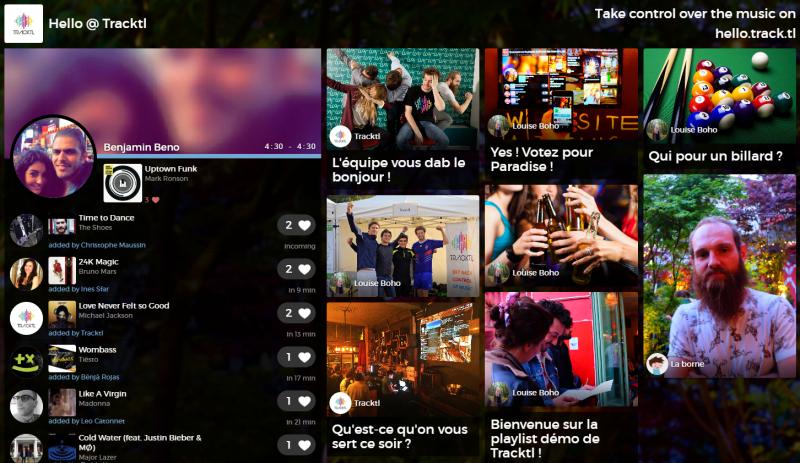 TRACKTL
Hello @ Tracktl
Take control over the music on
hello.track.tl
Benjamin Beno
4:30 - 4:30
Uptown Funk
Mark Ronson
3
Time to Dance
The Shoes
added by Christophe Maussin
2
incoming
24K Magic
Bruno Mars
added by Ines Sfar
2
in 9 min
TRACKTL
Love Never Felt so Good
Michael Jackson
added by Tracktl
2
in 13 min
+x
Wombass
Tiësto
added by Bënjà Rojas
1
in 17 min
Like A Virgin
Madonna
added by Leo Catonnet
1
in 21 min
Cold Water (feat. Justin Bieber &
MØ)
Major Lazer
1
Tracktl
L'équipe vous dab le
bonjour !
TRACKTL
Louise Boho
Tracktl
Qu'est-ce qu'on vous
sert ce soir ?
SITE
Louise Boho
Yes ! Votez pour
Paradise !
Louise Boho
Louise Boho
Bienvenue sur la
playlist démo de
Tracktl !
Louise Boho
Qui pour un billard ?
La borne